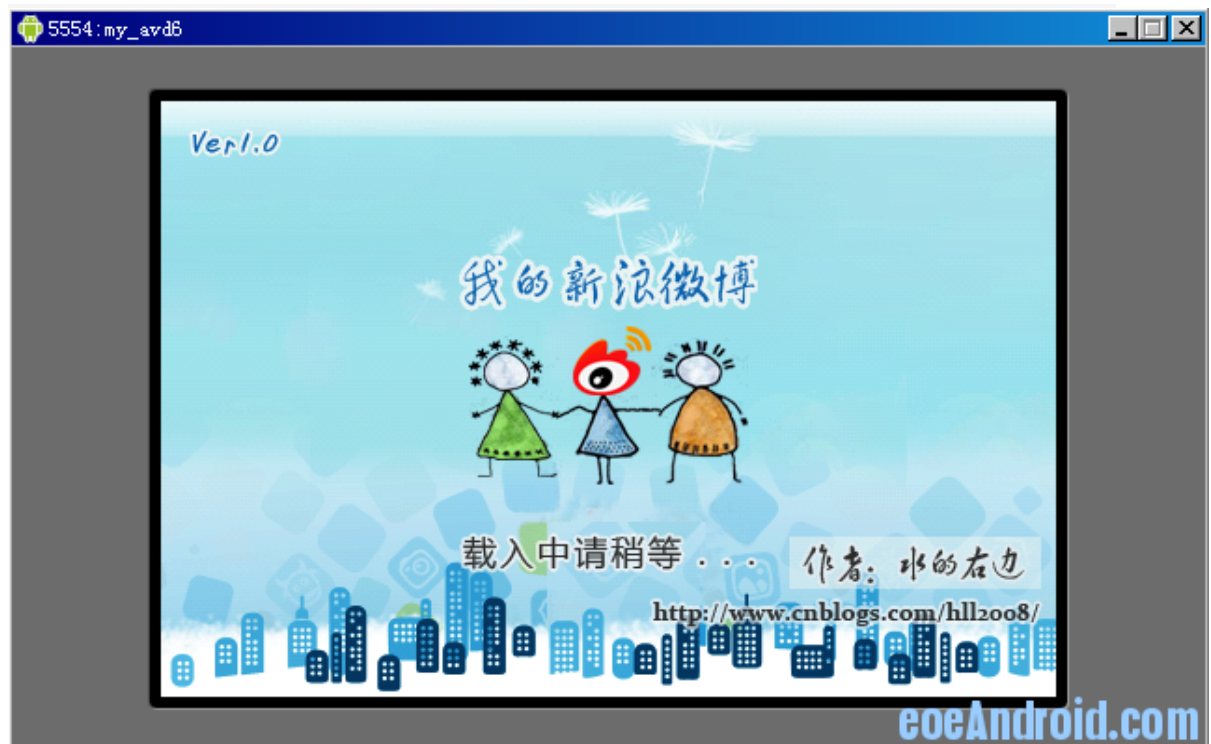 5554:my_avd6
Ver1.0
我的新浪微博
载入中请稍等 . . .
作者：水的右边
http://www.cnblogs.com/hll2008/
eoeAndroid.com